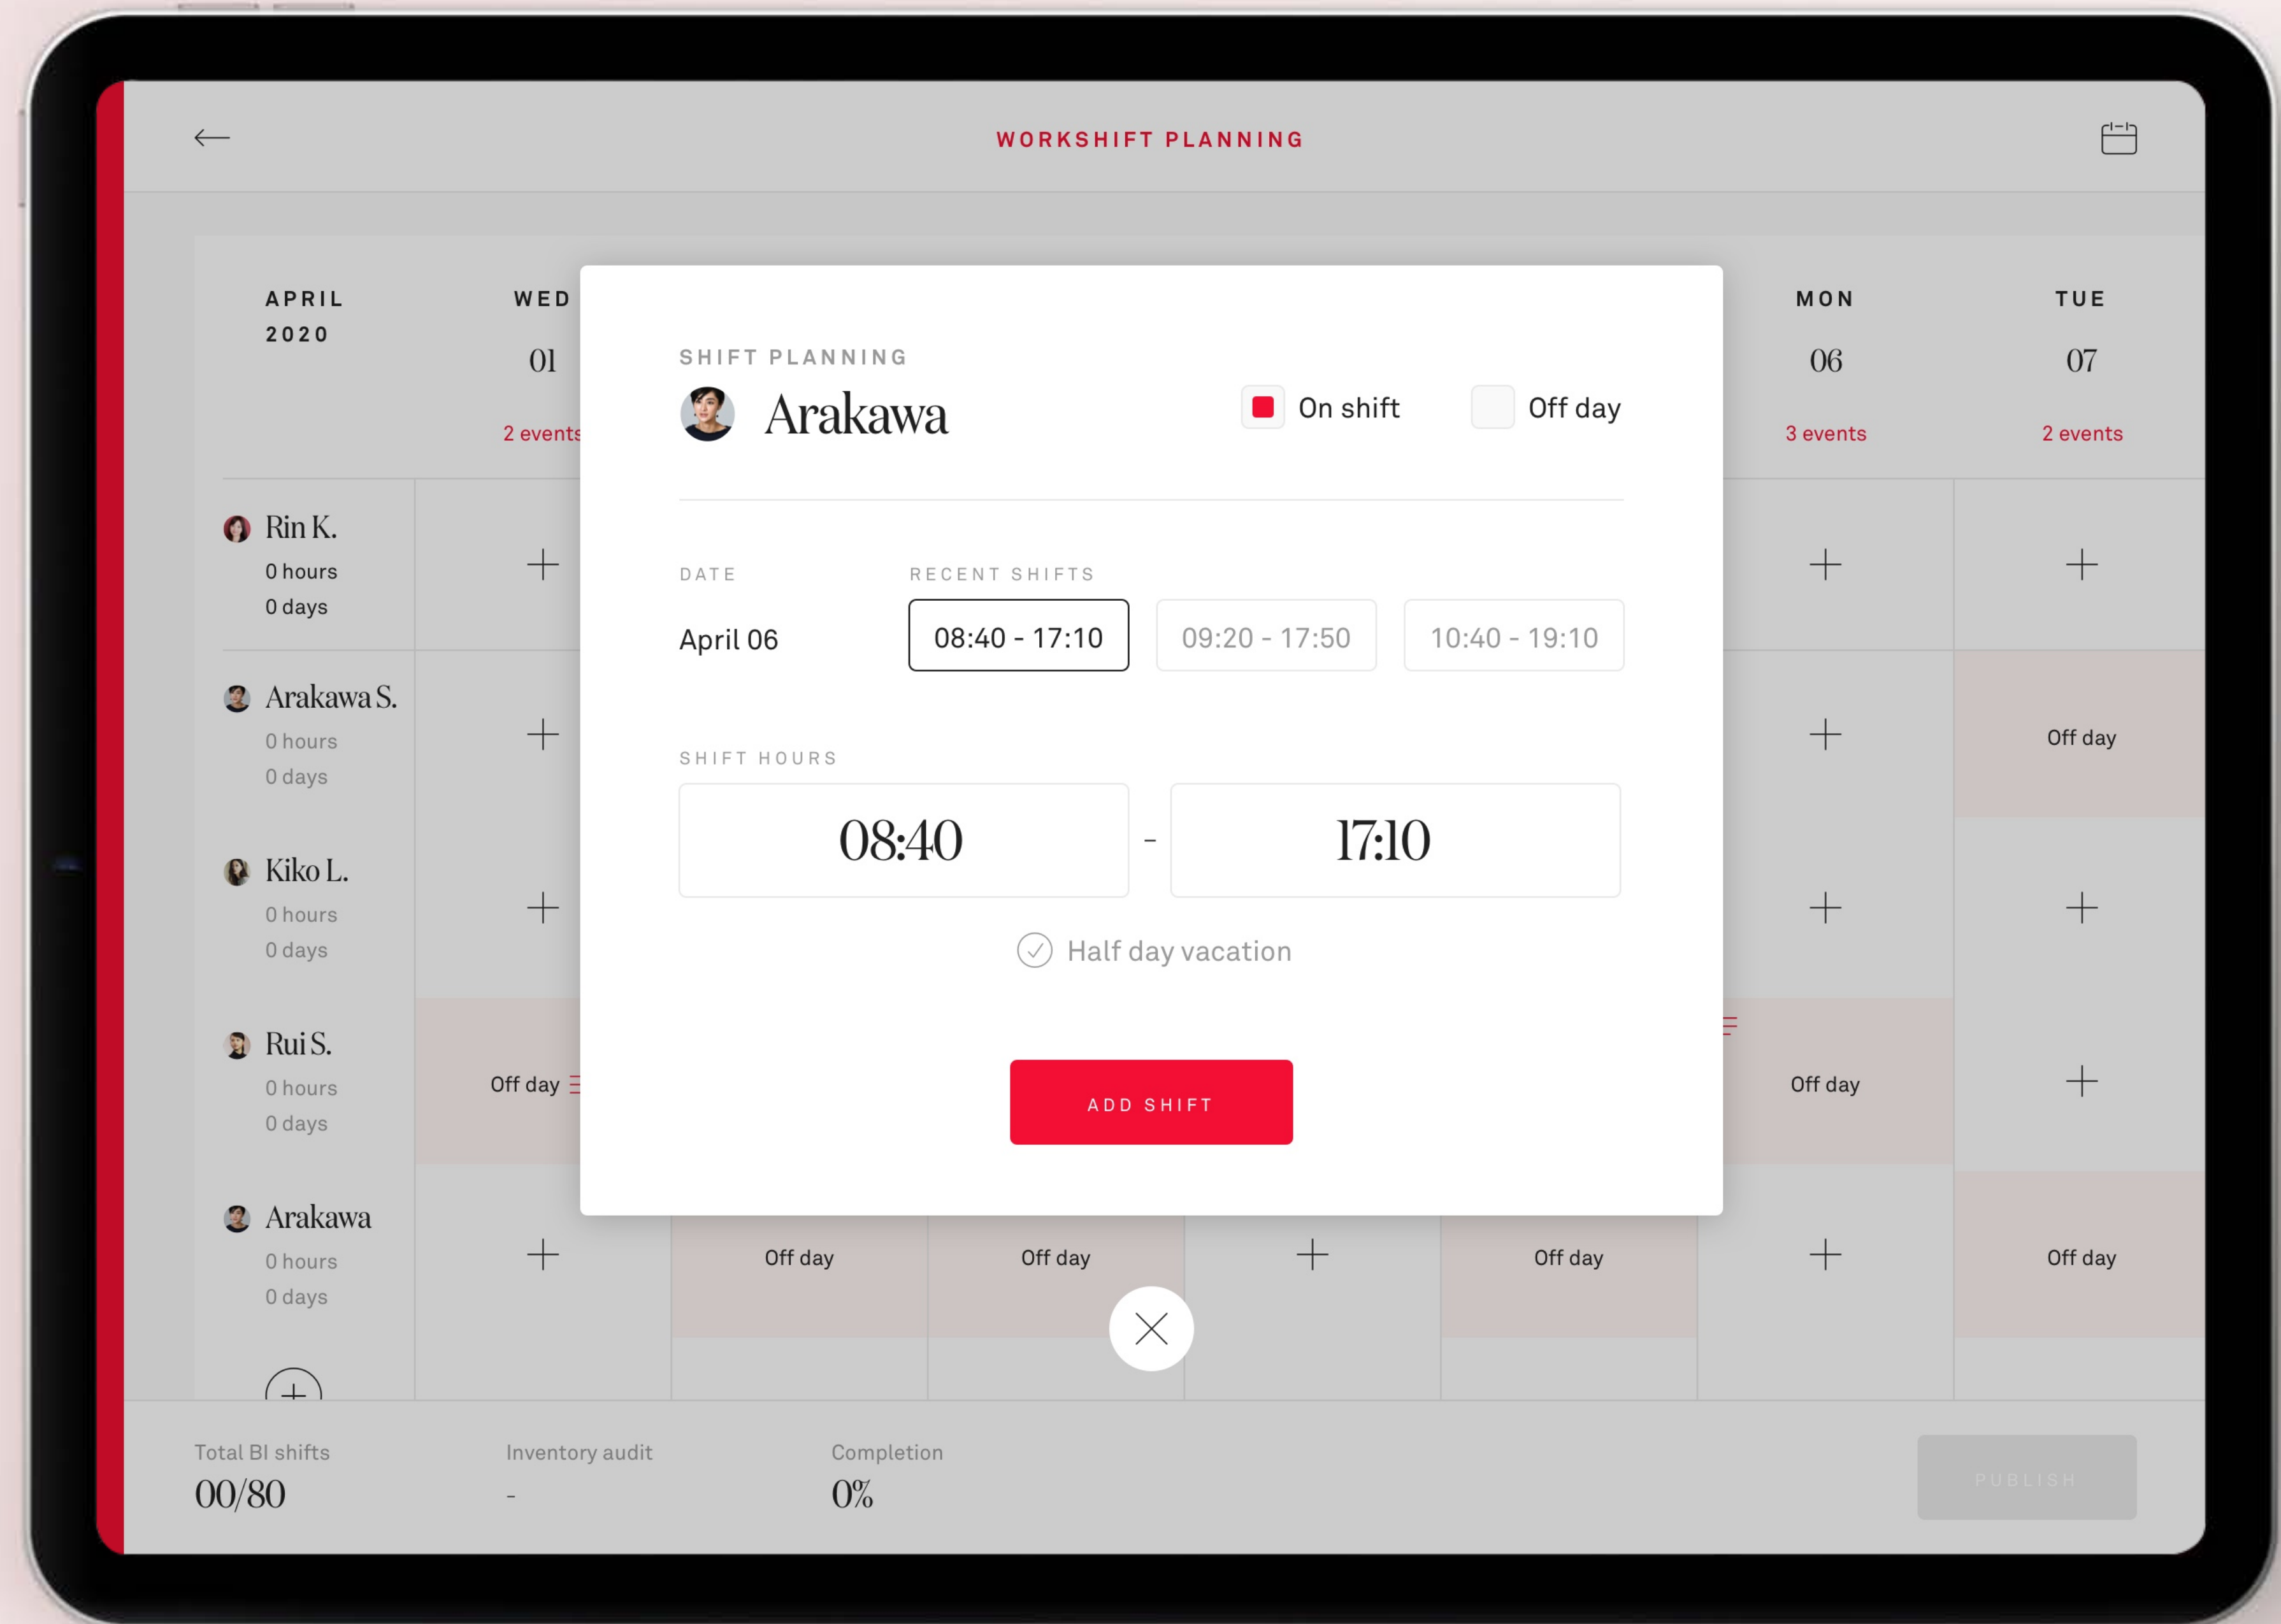 WORKSHIFT PLANNING
APRIL
2020
WED
01
2 events
MON
06
3 events
TUE
07
2 events
SHIFT PLANNING
Arakawa
On shift
Off day
DATE
RECENT SHIFTS
April 06
08:40 - 17:10
09:20 - 17:50
10:40 - 19:10
SHIFT HOURS
08:40 - 17:10
Half day vacation
ADD SHIFT
Rin K.
0 hours
0 days
Arakawa S.
0 hours
0 days
Off day
Kiko L.
0 hours
0 days
Rui S.
0 hours
0 days
Off day
Off day
Arakawa
0 hours
0 days
Off day
Off day
Off day
Off day
Total BI shifts
00/80
Inventory audit
-
Completion
0%
PUBLISH